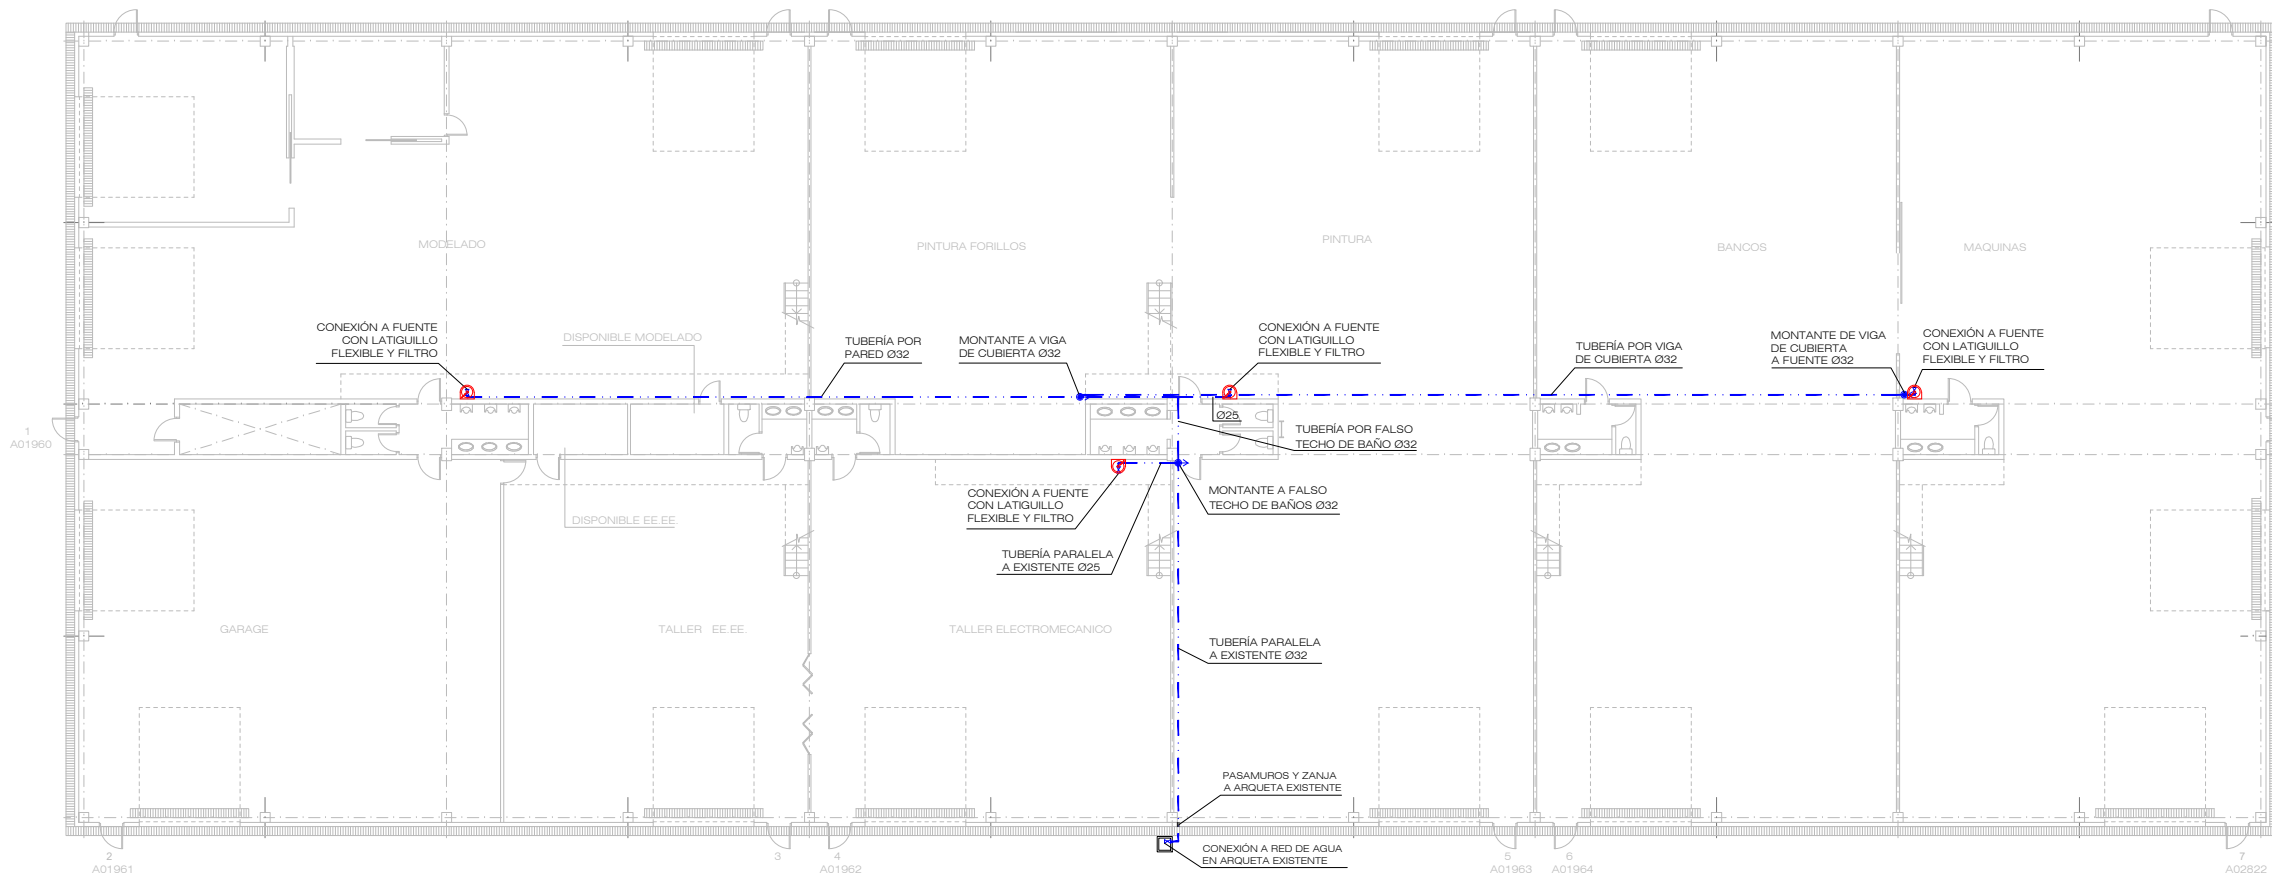 MODELADO
PINTURA FORILLOS
PINTURA
BANCOS
MAQUINAS
CONEXIÓN A FUENTE
CON LATIGUILLO
FLEXIBLE Y FILTRO
DISPONIBLE MODELADO
TUBERÍA POR
PARED Ø32
MONTANTE A VIGA
DE CUBIERTA Ø32
CONEXIÓN A FUENTE
CON LATIGUILLO
FLEXIBLE Y FILTRO
TUBERÍA POR VIGA
DE CUBIERTA Ø32
MONTANTE DE VIGA
DE CUBIERTA
A FUENTE Ø32
CONEXIÓN A FUENTE
CON LATIGUILLO
FLEXIBLE Y FILTRO
1
A01960
Ø25
TUBERÍA POR FALSO
TECHO DE BAÑO Ø32
CONEXIÓN A FUENTE
CON LATIGUILLO
FLEXIBLE Y FILTRO
MONTANTE A FALSO
TECHO DE BAÑOS Ø32
DISPONIBLE EE.EE.
TUBERÍA PARALELA
A EXISTENTE Ø25
GARAGE
TALLER EE.EE.
TALLER ELECTROMECANICO
TUBERÍA PARALELA
A EXISTENTE Ø32
PASAMUROS Y ZANJA
A ARQUETA EXISTENTE
CONEXIÓN A RED DE AGUA
EN ARQUETA EXISTENTE
2
A01961
3
4
A01962
5
A01963
6
A01964
7
A02822